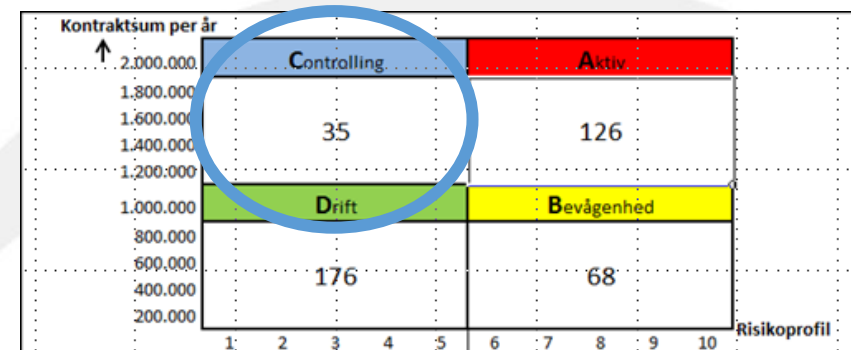 Kontraktsum per år
↑
2.000.000 Controlling Aktiv
1.800.000
1.600.000 35 126
1.400.000
1.200.000
1.000.000 Drift Bevågenhed
800.000
600.000 176 68
400.000
200.000
Risikoprofil
1 2 3 4 5 6 7 8 9 10